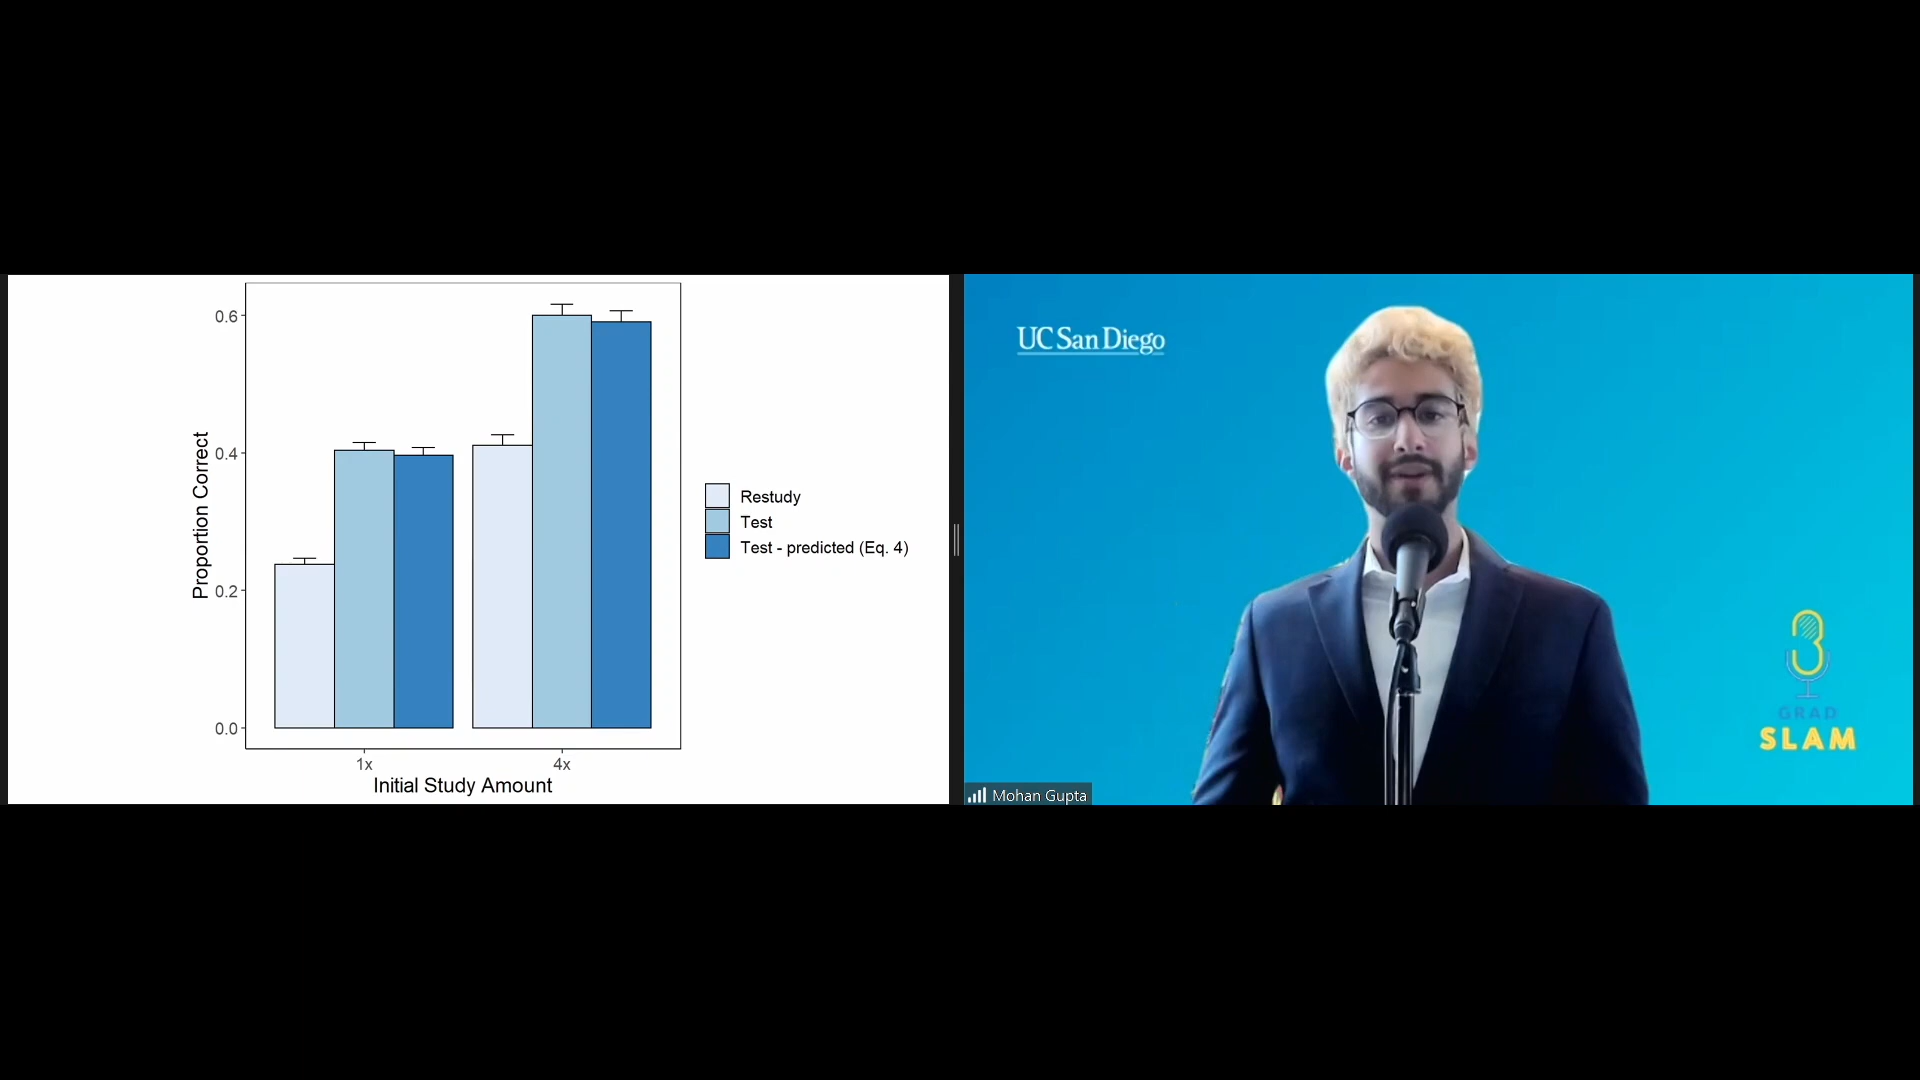 0.6
0.4
0.2
0.0
Proportion Correct
1x
4x
Initial Study Amount
Restudy
Test
Test - predicted (Eq. 4)
UC San Diego
GRAD
SLAM
Mohan Gupta